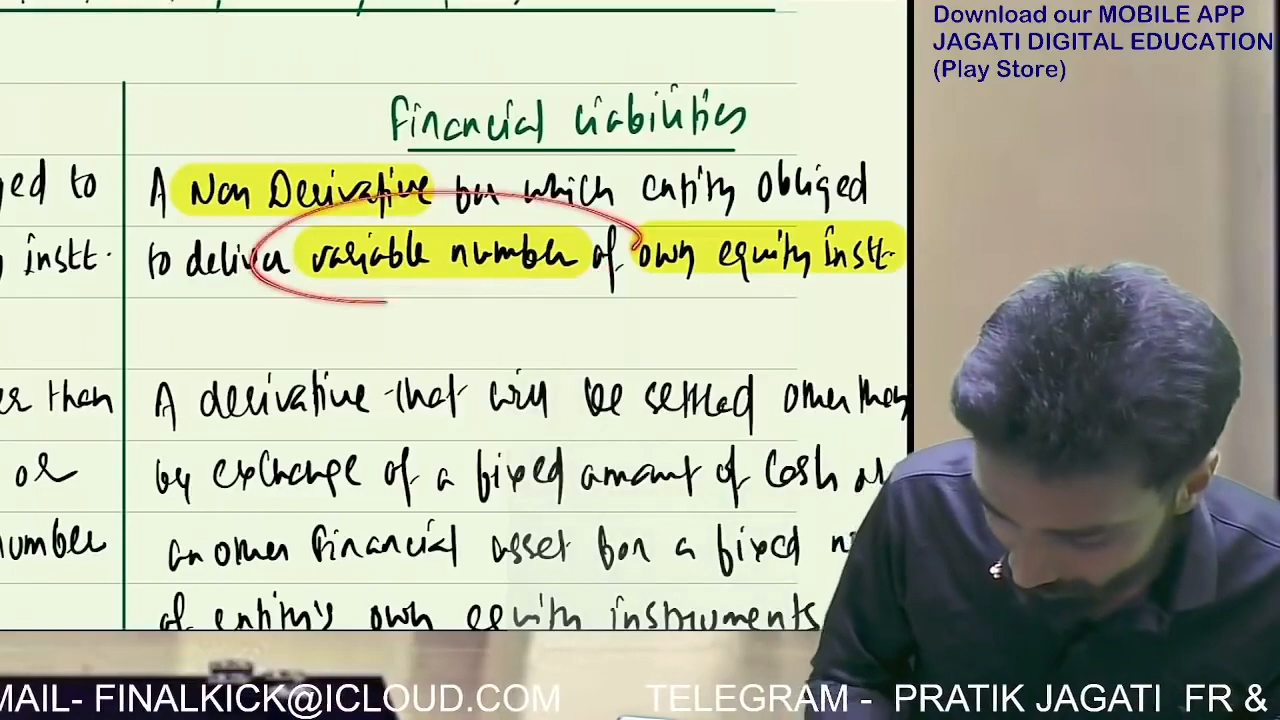 Download our MOBILE APP
JAGATI DIGITAL EDUCATION
(Play Store)
Financial Liabilities
to
A Non Derivative for which entity obliged
instt.
to deliver variable number of own equity instt.
than
A derivative that will be settled other than
or
by exchange of a fixed amount of Cash or
number
another Financial asset for a fixed
of entity's own equity instruments
MAIL- FINALKICK@ICLOUD.COM TELEGRAM - PRATIK JAGATI FR &